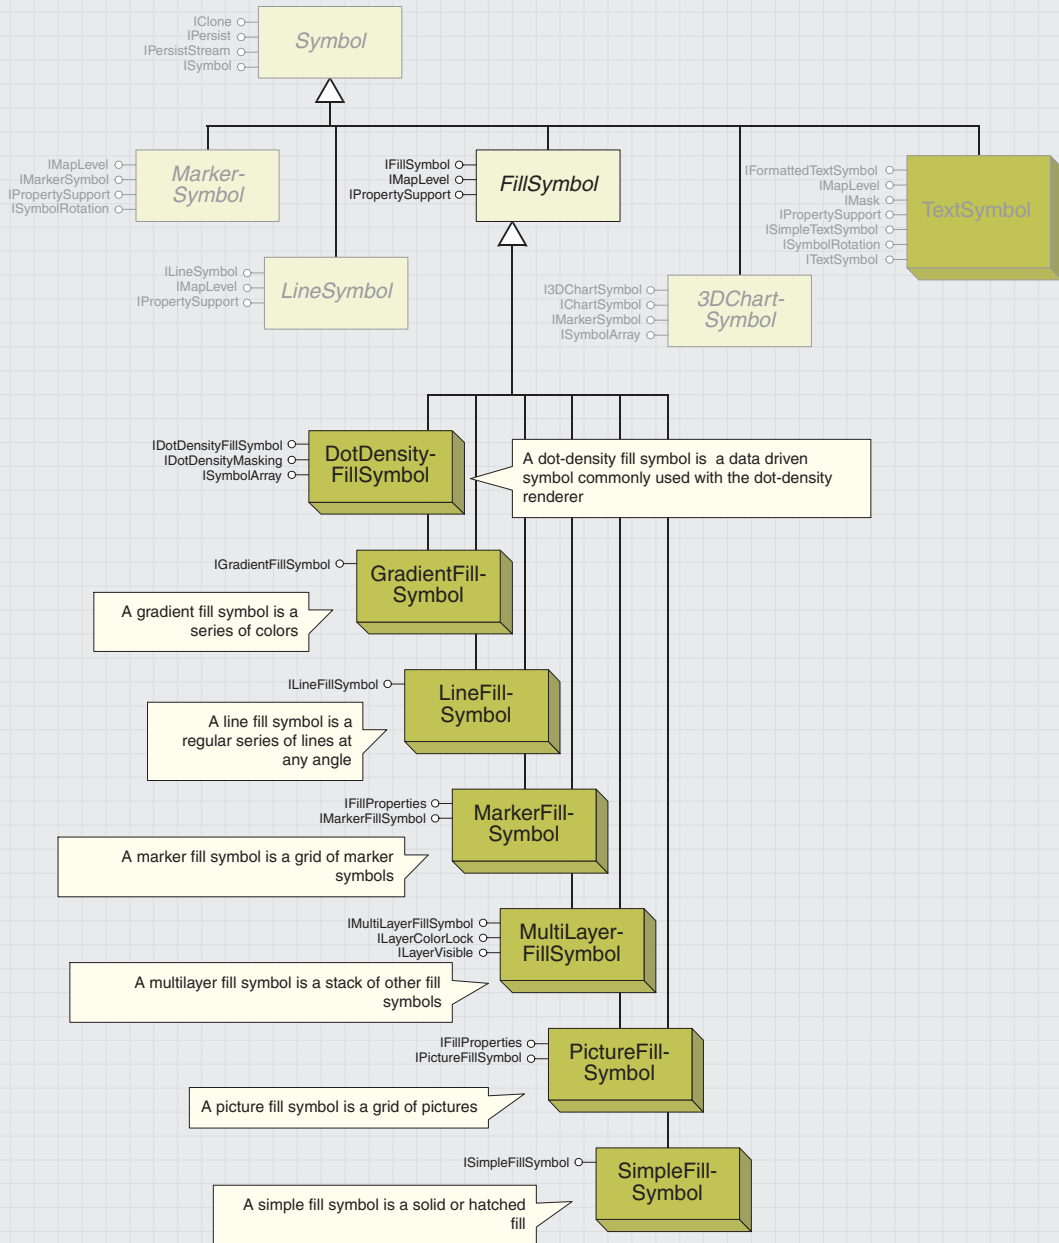 IClone
IPersist
IPersistStream
ISymbol
Symbol
IMapLevel
IMarkerSymbol
IPropertySupport
ISymbolRotation
Marker-
Symbol
IFillSymbol
IMapLevel
IPropertySupport
FillSymbol
IFormattedTextSymbol
IMapLevel
IMask
IPropertySupport
ISimpleTextSymbol
ISymbolRotation
ITextSymbol
TextSymbol
ILineSymbol
IMapLevel
IPropertySupport
LineSymbol
I3DChartSymbol
IChartSymbol
IMarkerSymbol
ISymbolArray
3DChart-
Symbol
IDotDensityFillSymbol
IDotDensityMasking
ISymbolArray
DotDensity-
FillSymbol
A dot-density fill symbol is a data driven
symbol commonly used with the dot-density
renderer
IGradientFillSymbol
GradientFill-
Symbol
A gradient fill symbol is a
series of colors
ILineFillSymbol
LineFill-
Symbol
A line fill symbol is a
regular series of lines at
any angle
IFillProperties
IMarkerFillSymbol
MarkerFill-
Symbol
A marker fill symbol is a grid of marker
symbols
IMultiLayerFillSymbol
ILayerColorLock
ILayerVisible
MultiLayer-
FillSymbol
A multilayer fill symbol is a stack of other fill
symbols
IFillProperties
IPictureFillSymbol
PictureFill-
Symbol
A picture fill symbol is a grid of pictures
ISimpleFillSymbol
SimpleFill-
Symbol
A simple fill symbol is a solid or hatched
fill